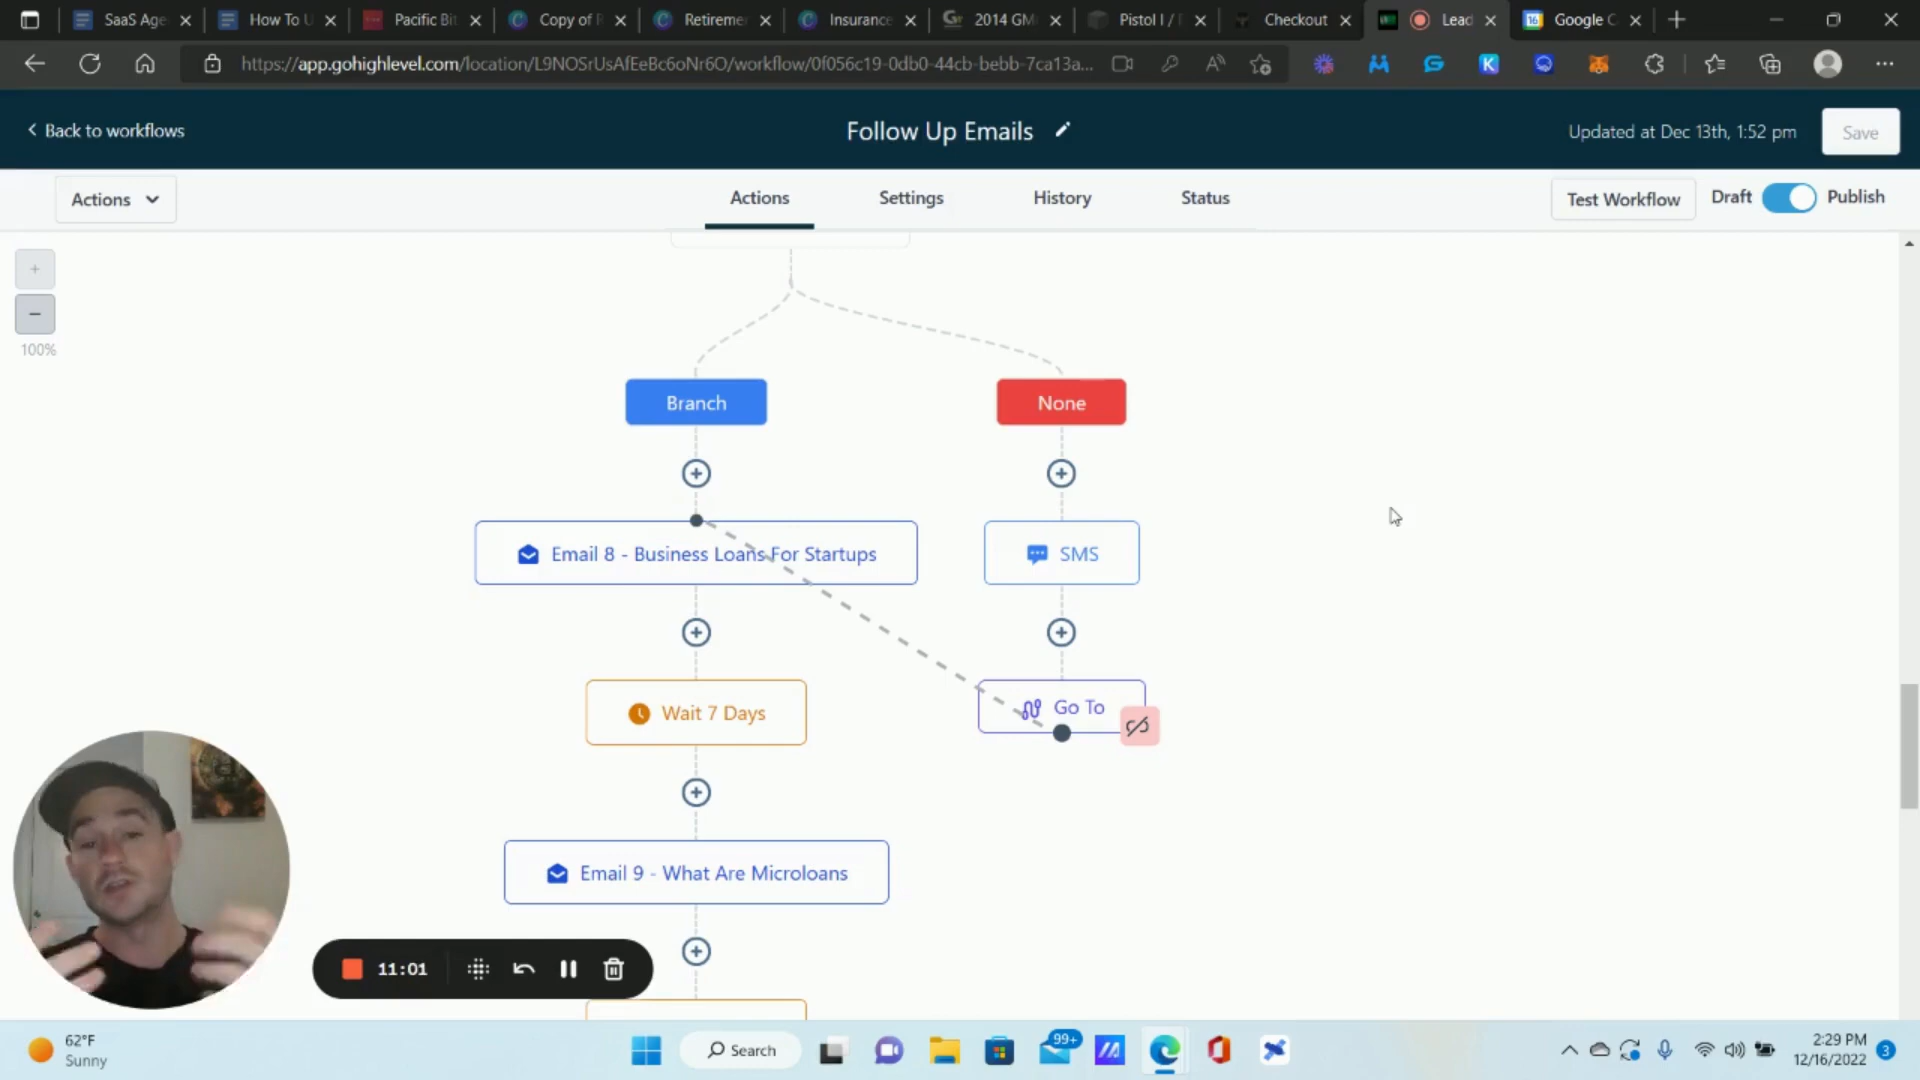 SaaS Age
How To U
Pacific Bit
Copy of R
Retiremen
Insurance
2014 GM
Pistol I /
Checkout
Lead
Google C
https://app.gohighlevel.com/location/L9NOSrUsAfEeBc6oNr6O/workflow/0f056c19-0db0-44cb-bebb-7ca13a...
Back to workflows
Follow Up Emails
Updated at Dec 13th, 1:52 pm
Save
Actions
Actions
Settings
History
Status
Test Workflow
Draft
Publish
100%
Branch
None
Email 8 - Business Loans For Startups
SMS
Wait 7 Days
Go To
Email 9 - What Are Microloans
11:01
62°F
Sunny
Search
99+
2:29 PM
12/16/2022
3